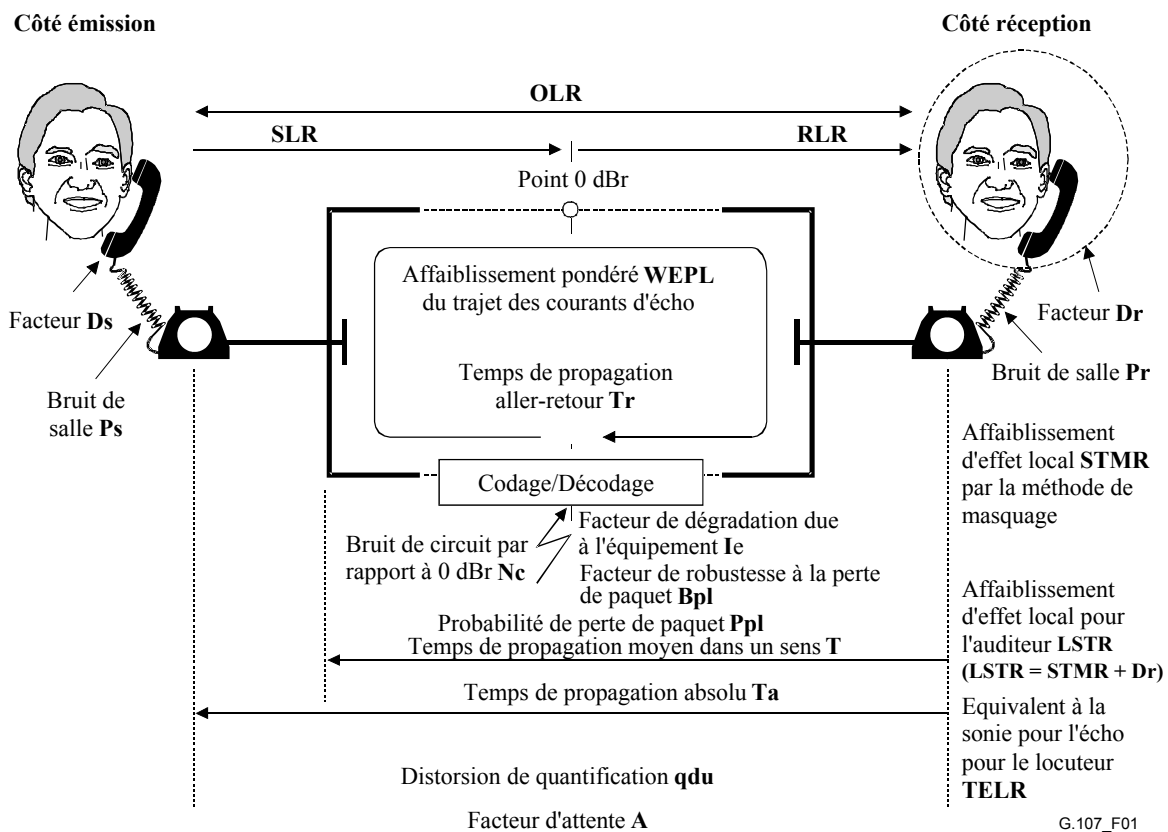 Côté émission
Côté réception
OLR
SLR
RLR
Point 0 dBr
Affaiblissement pondéré WEPL
du trajet des courants d'écho
Facteur Ds
Facteur Dr
Bruit de salle Pr
Temps de propagation
aller-retour Tr
Bruit de
salle Ps
Affaiblissement
d'effet local STMR
par la méthode de
masquage
Codage/Décodage
Bruit de circuit par
rapport à 0 dBr Nc
Facteur de dégradation due
à l'équipement Ie
Facteur de robustesse à la perte
de paquet Bpl
Probabilité de perte de paquet Ppl
Temps de propagation moyen dans un sens T
Affaiblissement
d'effet local pour
l'auditeur LSTR
(LSTR = STMR + Dr)
Temps de propagation absolu Ta
Equivalent à la
sonie pour l'écho
pour le locuteur
TELR
Distorsion de quantification qdu
Facteur d'attente A
G.107_F01